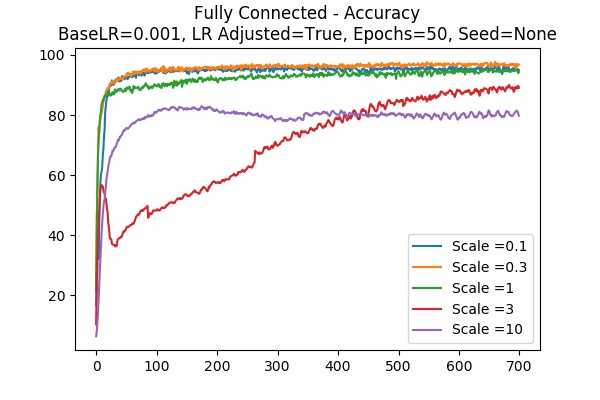 Fully Connected - Accuracy
BaseLR=0.001, LR Adjusted=True, Epochs=50, Seed=None
100
80
60
40
20
Scale =0.1
Scale =0.3
Scale =1
Scale =3
Scale =10
0 100 200 300 400 500 600 700